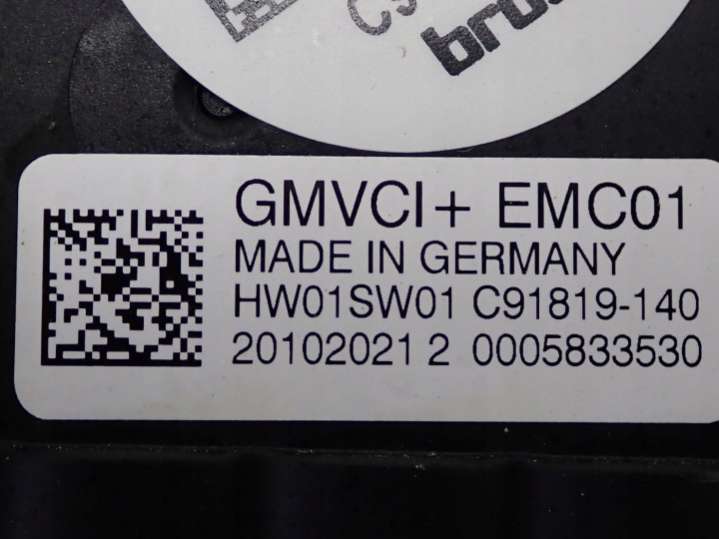 GMVCI+ EMC01
MADE IN GERMANY
HW01SW01 C91819-140
20102021 2 0005833530